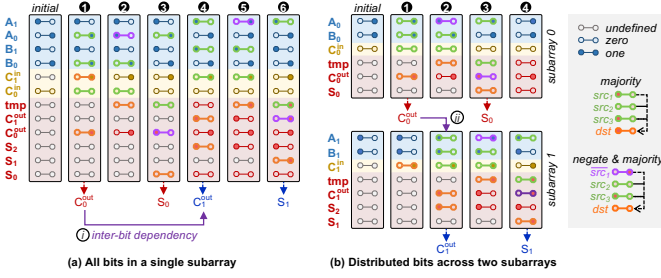 initial ❶ ❷ ❸ ❹ ❺ ❻
A₁
A₀
B₁
B₀
C₁ⁱⁿ
C₀ⁱⁿ
tmp
C₁ᵒᵘᵗ
C₀ᵒᵘᵗ
S₂
S₁
S₀
C₀ᵒᵘᵗ S₀ C₁ᵒᵘᵗ S₁
i inter-bit dependency
(a) All bits in a single subarray
initial ❶ ❷ ❸ ❹
A₀
B₀
C₀ⁱⁿ
tmp
C₀ᵒᵘᵗ
S₀
subarray 0
C₀ᵒᵘᵗ ii S₀
A₁
B₁
C₁ⁱⁿ
tmp
C₁ᵒᵘᵗ
S₂
S₁
subarray 1
C₁ᵒᵘᵗ S₁
(b) Distributed bits across two subarrays
undefined
zero
one
majority
src₁
src₂
src₃
dst
negate & majority
s̅r̅c̅₁
src₂
src₃
dst